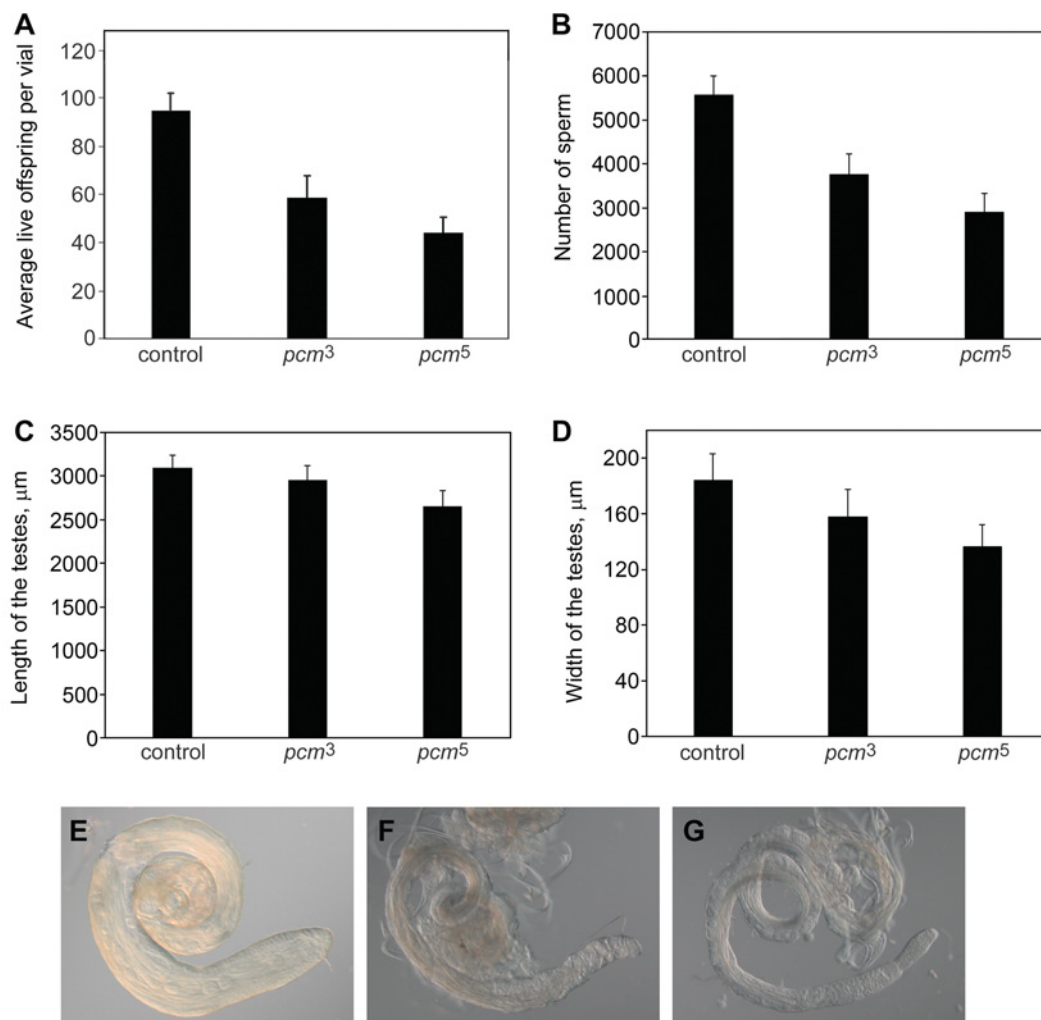 A
Average live offspring per vial
120
100
80
60
40
20
0
control pcm3 pcm5
B
Number of sperm
7000
6000
5000
4000
3000
2000
1000
0
control pcm3 pcm5
C
Length of the testes, μm
3500
3000
2500
2000
1500
1000
500
0
control pcm3 pcm5
D
Width of the testes, μm
200
160
120
80
40
0
control pcm3 pcm5
E
F
G